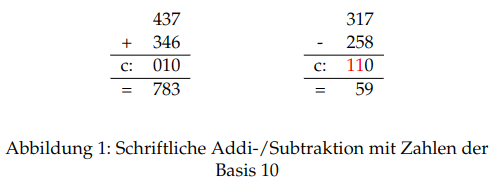 437
+ 346
c: 010
= 783
317
- 258
c: 110
= 59
Abbildung 1: Schriftliche Addi-/Subtraktion mit Zahlen der
Basis 10